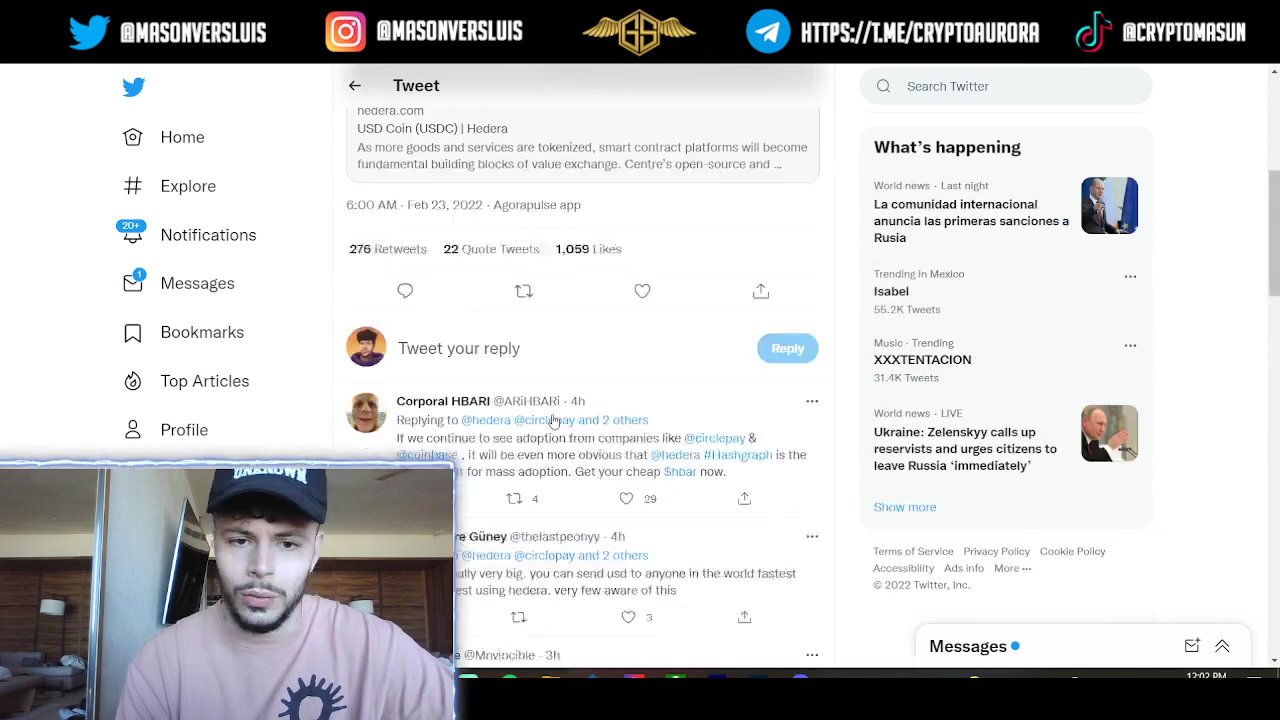 @MASONVERSLUIS
@MASONVERSLUIS
GS
HTTPS://T.ME/CRYPTOAURORA
@CRYPTOMASUN
Home
Explore
20+
Notifications
1
Messages
Bookmarks
Top Articles
Profile
Tweet
hedera.com
USD Coin (USDC) | Hedera
As more goods and services are tokenized, smart contract platforms will become
fundamental building blocks of value exchange. Centre's open-source and ...
6:00 AM · Feb 23, 2022 · Agorapulse app
276 Retweets 22 Quote Tweets 1,059 Likes
Tweet your reply
Reply
Corporal HBARI @ARiHBARi · 4h
Replying to @hedera @circlepay and 2 others
If we continue to see adoption from companies like @circlepay &
@coinbase , it will be even more obvious that @hedera #Hashgraph is the
for mass adoption. Get your cheap $hbar now.
4 29
Güney @thelastpeonyy · 4h
@hedera @circlepay and 2 others
very big. you can send usd to anyone in the world fastest
using hedera. very few aware of this
3
@Mnvincible · 3h
Search Twitter
What's happening
World news · Last night
La comunidad internacional
anuncia las primeras sanciones a
Rusia
Trending in Mexico
Isabel
55.2K Tweets
Music · Trending
XXXTENTACION
31.4K Tweets
World news · LIVE
Ukraine: Zelenskyy calls up
reservists and urges citizens to
leave Russia 'immediately'
Show more
Terms of Service Privacy Policy Cookie Policy
Accessibility Ads info More ···
© 2022 Twitter, Inc.
Messages
12:02 PM
UNKNOWN